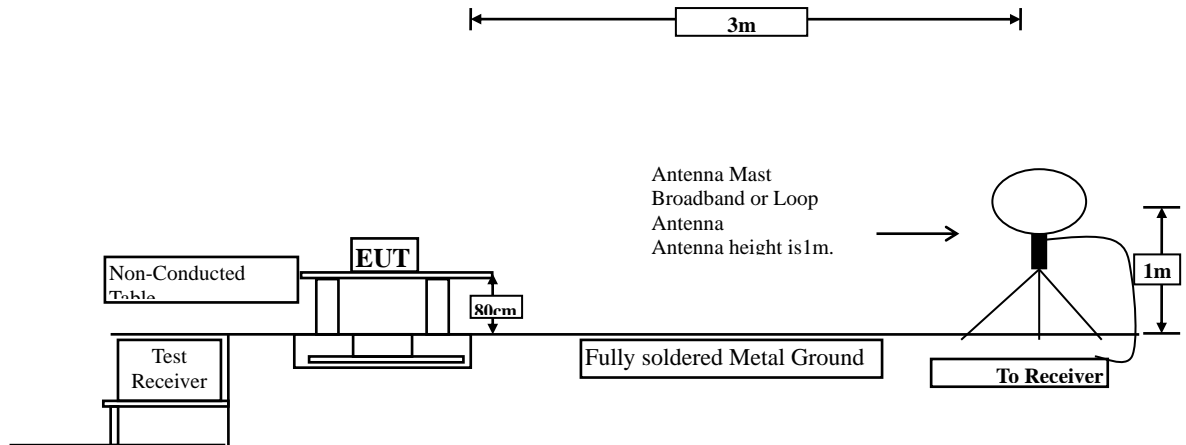 3m
Antenna Mast
Broadband or Loop
Antenna
Antenna height is1m.
EUT
Non-Conducted
Table
80cm
1m
Test
Receiver
Fully soldered Metal Ground
To Receiver